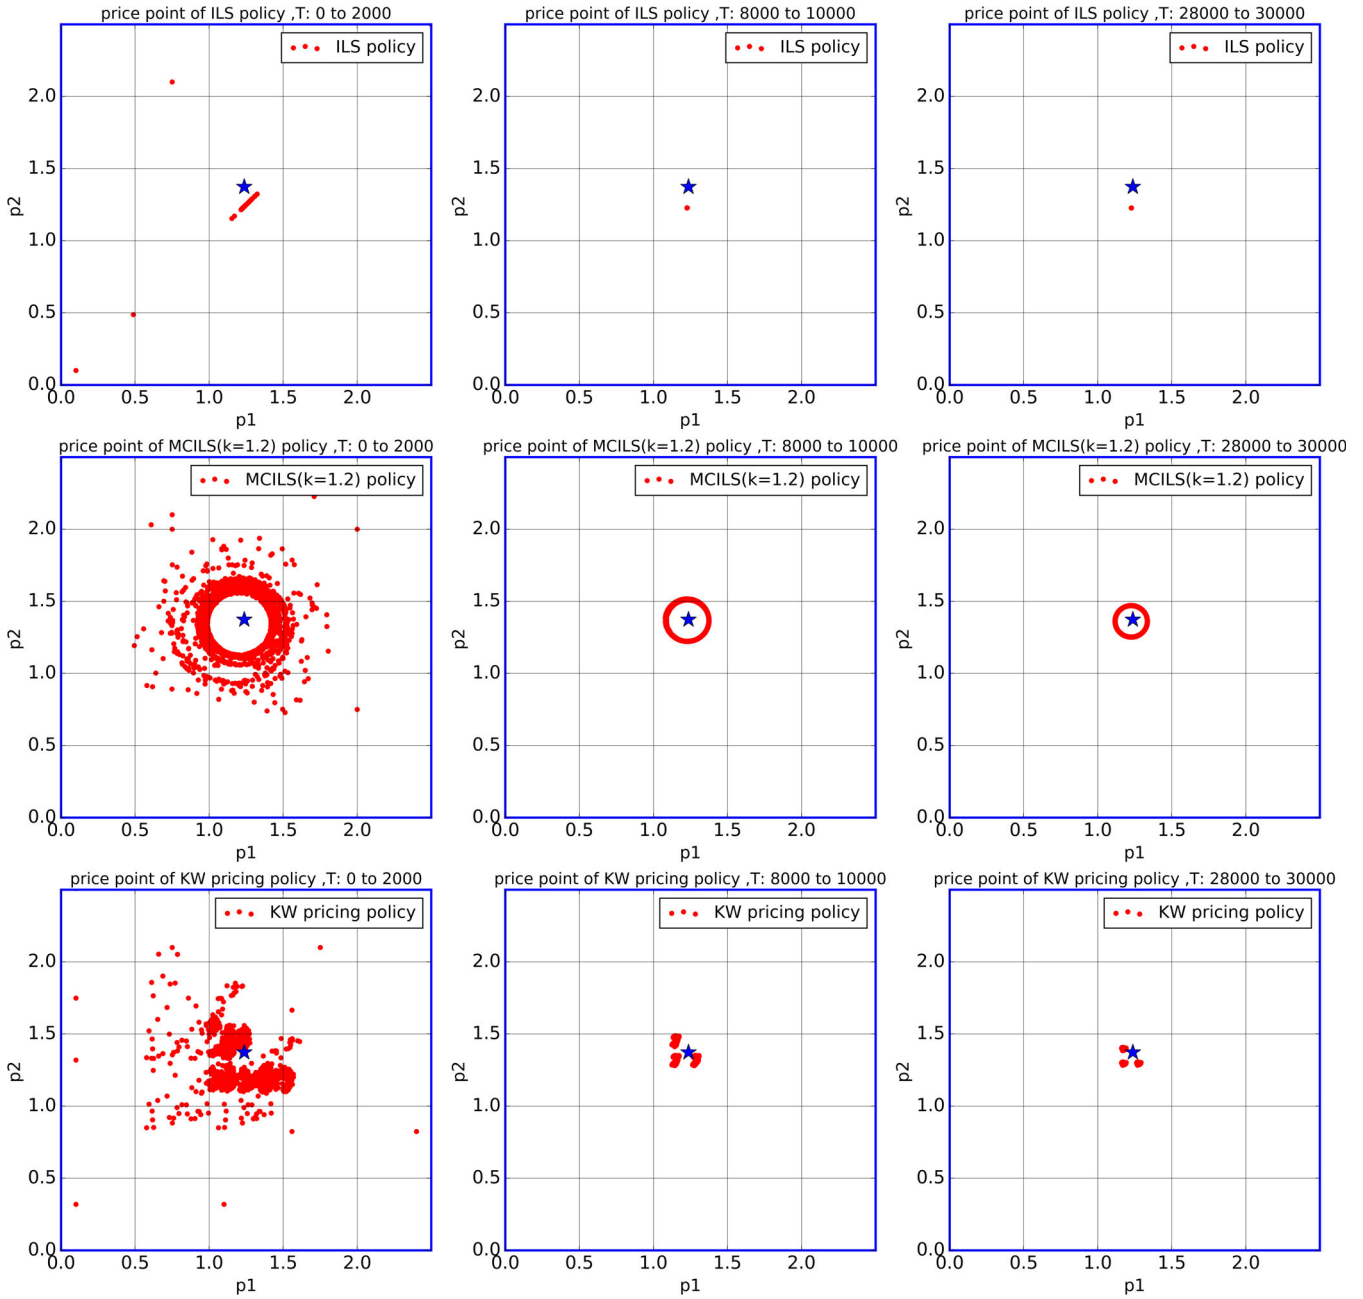 price point of ILS policy ,T: 0 to 2000
ILS policy
p2
2.0
1.5
1.0
0.5
0.0
0.0 0.5 1.0 1.5 2.0
p1
price point of ILS policy ,T: 8000 to 10000
ILS policy
p2
2.0
1.5
1.0
0.5
0.0
0.0 0.5 1.0 1.5 2.0
p1
price point of ILS policy ,T: 28000 to 30000
ILS policy
p2
2.0
1.5
1.0
0.5
0.0
0.0 0.5 1.0 1.5 2.0
p1
price point of MCILS(k=1.2) policy ,T: 0 to 2000
MCILS(k=1.2) policy
p2
2.0
1.5
1.0
0.5
0.0
0.0 0.5 1.0 1.5 2.0
p1
price point of MCILS(k=1.2) policy ,T: 8000 to 10000
MCILS(k=1.2) policy
p2
2.0
1.5
1.0
0.5
0.0
0.0 0.5 1.0 1.5 2.0
p1
price point of MCILS(k=1.2) policy ,T: 28000 to 30000
MCILS(k=1.2) policy
p2
2.0
1.5
1.0
0.5
0.0
0.0 0.5 1.0 1.5 2.0
p1
price point of KW pricing policy ,T: 0 to 2000
KW pricing policy
p2
2.0
1.5
1.0
0.5
0.0
0.0 0.5 1.0 1.5 2.0
p1
price point of KW pricing policy ,T: 8000 to 10000
KW pricing policy
p2
2.0
1.5
1.0
0.5
0.0
0.0 0.5 1.0 1.5 2.0
p1
price point of KW pricing policy ,T: 28000 to 30000
KW pricing policy
p2
2.0
1.5
1.0
0.5
0.0
0.0 0.5 1.0 1.5 2.0
p1